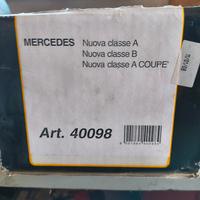 MERCEDES Nuova classe A
Nuova classe B
Nuova classe A COUPE'
Art. 40098